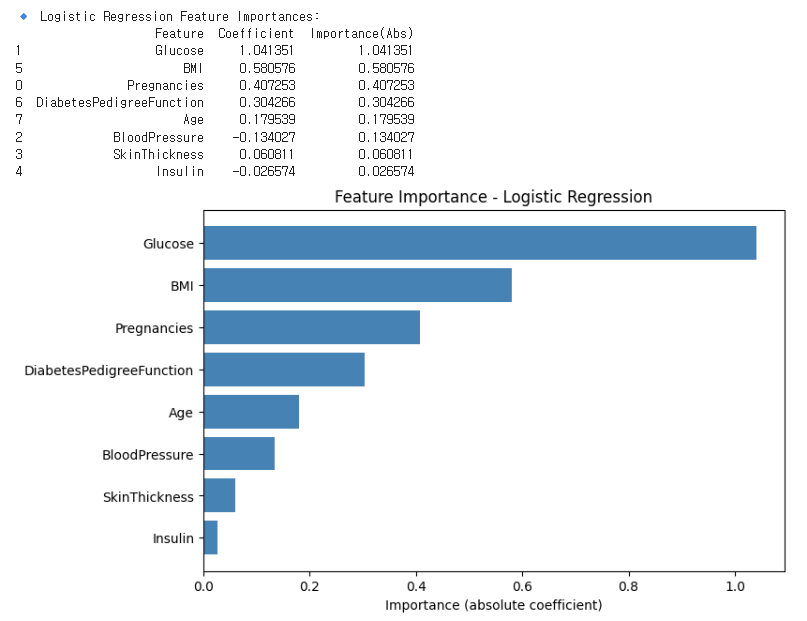 🔹 Logistic Regression Feature Importances:
Feature Coefficient Importance(Abs)
1 Glucose 1.041351 1.041351
5 BMI 0.580576 0.580576
0 Pregnancies 0.407253 0.407253
6 DiabetesPedigreeFunction 0.304266 0.304266
7 Age 0.179539 0.179539
2 BloodPressure -0.134027 0.134027
3 SkinThickness 0.060811 0.060811
4 Insulin -0.026574 0.026574
Feature Importance - Logistic Regression
Glucose
BMI
Pregnancies
DiabetesPedigreeFunction
Age
BloodPressure
SkinThickness
Insulin
0.0 0.2 0.4 0.6 0.8 1.0
Importance (absolute coefficient)